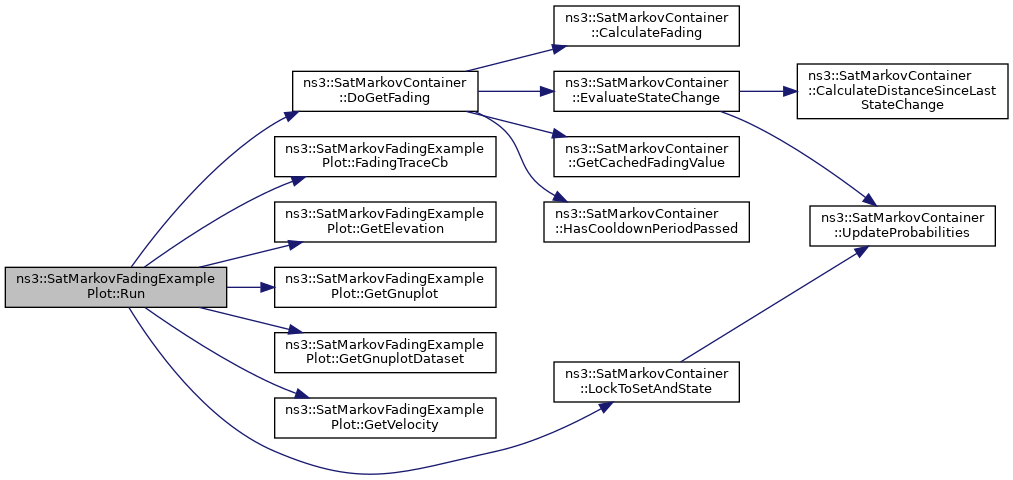 ns3::SatMarkovFadingExample
Plot::Run
ns3::SatMarkovContainer
::DoGetFading
ns3::SatMarkovContainer
::CalculateFading
ns3::SatMarkovContainer
::EvaluateStateChange
ns3::SatMarkovContainer
::CalculateDistanceSinceLast
StateChange
ns3::SatMarkovContainer
::UpdateProbabilities
ns3::SatMarkovContainer
::GetCachedFadingValue
ns3::SatMarkovContainer
::HasCooldownPeriodPassed
ns3::SatMarkovFadingExample
Plot::FadingTraceCb
ns3::SatMarkovFadingExample
Plot::GetElevation
ns3::SatMarkovFadingExample
Plot::GetGnuplot
ns3::SatMarkovFadingExample
Plot::GetGnuplotDataset
ns3::SatMarkovFadingExample
Plot::GetVelocity
ns3::SatMarkovContainer
::LockToSetAndState